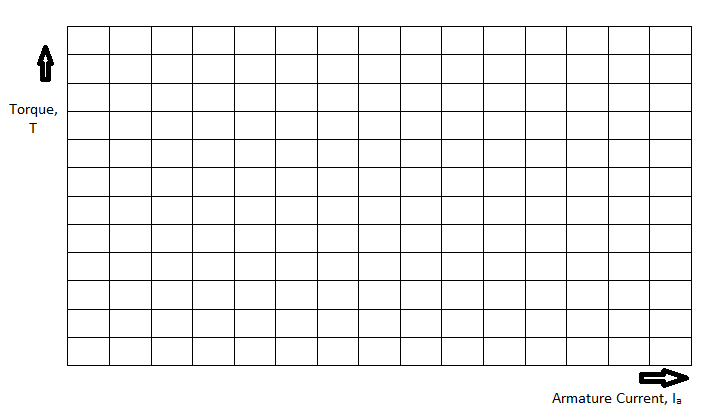 Torque,
T
Armature Current, Iₐ